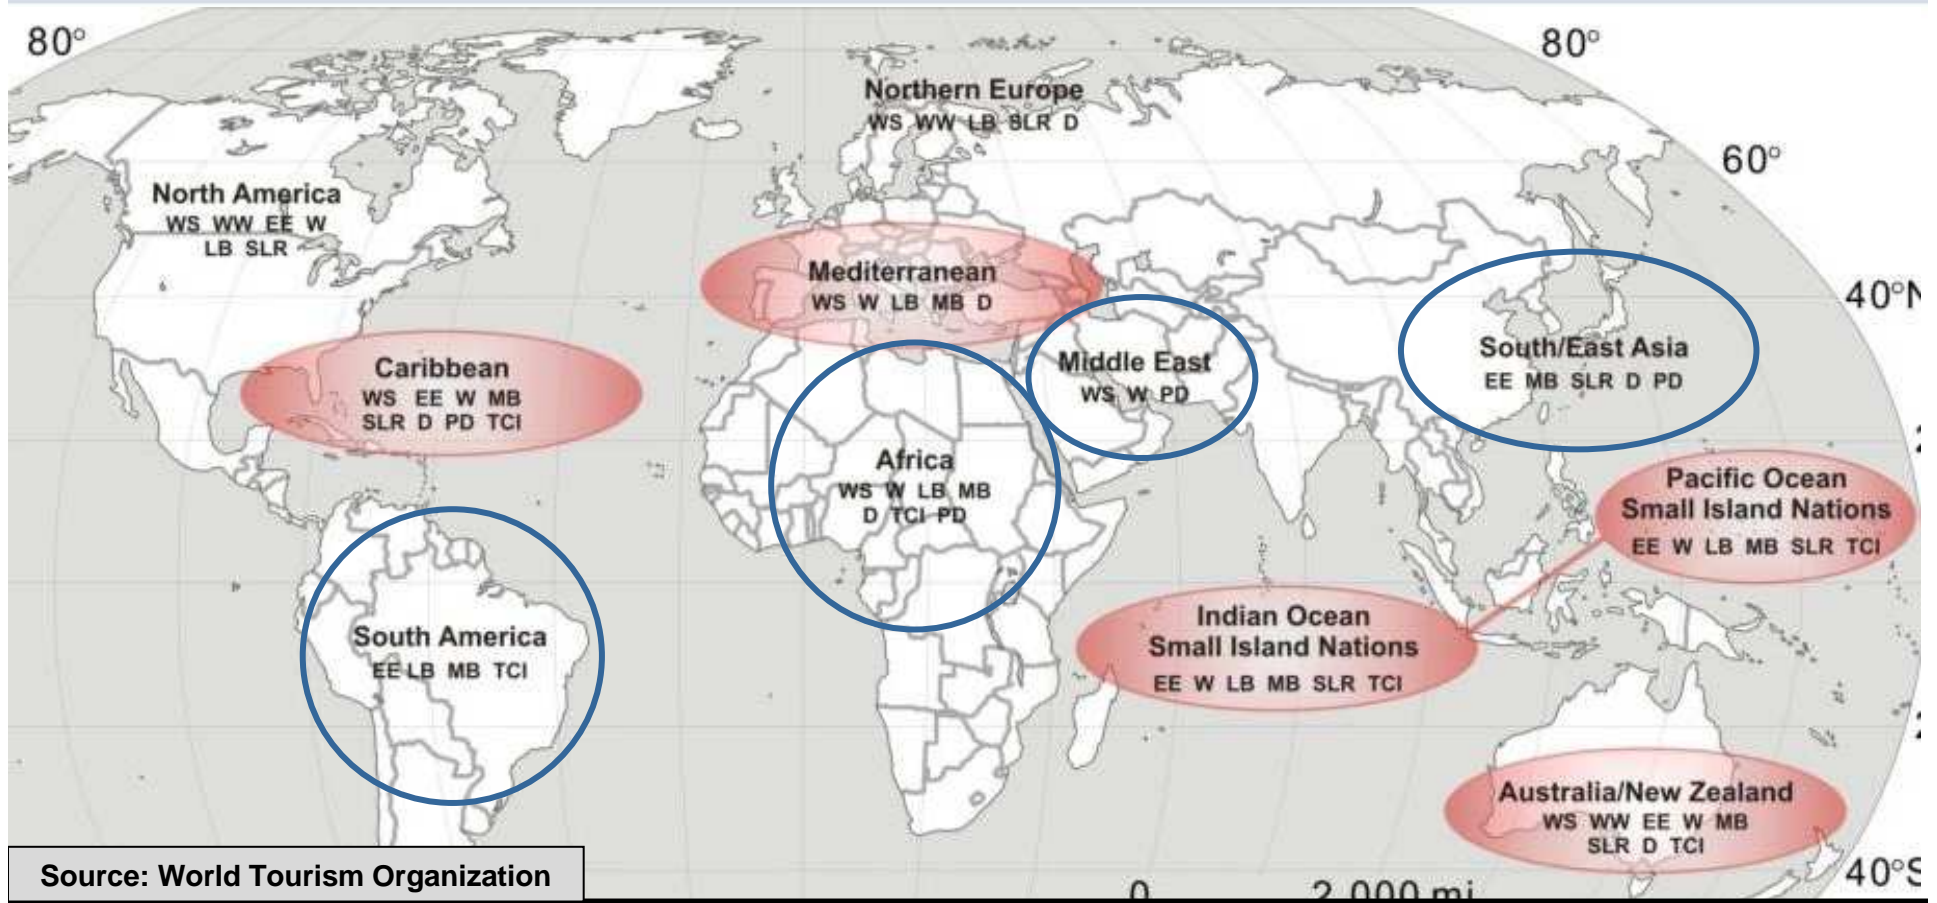 80°
80°
Northern Europe
WS WW LB SLR D
60°
North America
WS WW EE W
LB SLR
Mediterranean
WS W LB MB D
40°N
Caribbean
WS EE W MB
SLR D PD TCI
Middle East
WS W PD
South/East Asia
EE MB SLR D PD
Africa
WS W LB MB
D TCI PD
Pacific Ocean
Small Island Nations
EE W LB MB SLR TCI
South America
EE LB MB TCI
Indian Ocean
Small Island Nations
EE W LB MB SLR TCI
Australia/New Zealand
WS WW EE W MB
SLR D TCI
40°S
Source: World Tourism Organization
0 2,000 mi